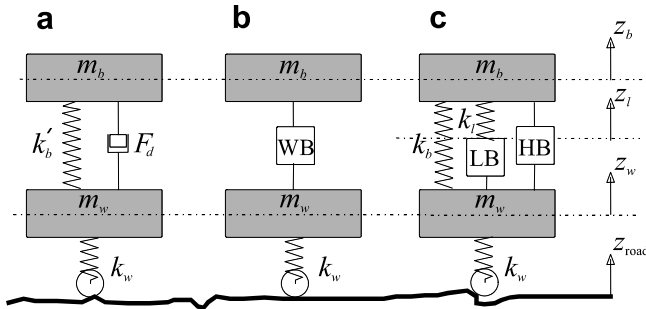 a b c
m_b m_b m_b z_b
z_l
k_b' F_d WB k_b k_l LB HB
z_w
m_w m_w m_w
k_w k_w k_w z_road